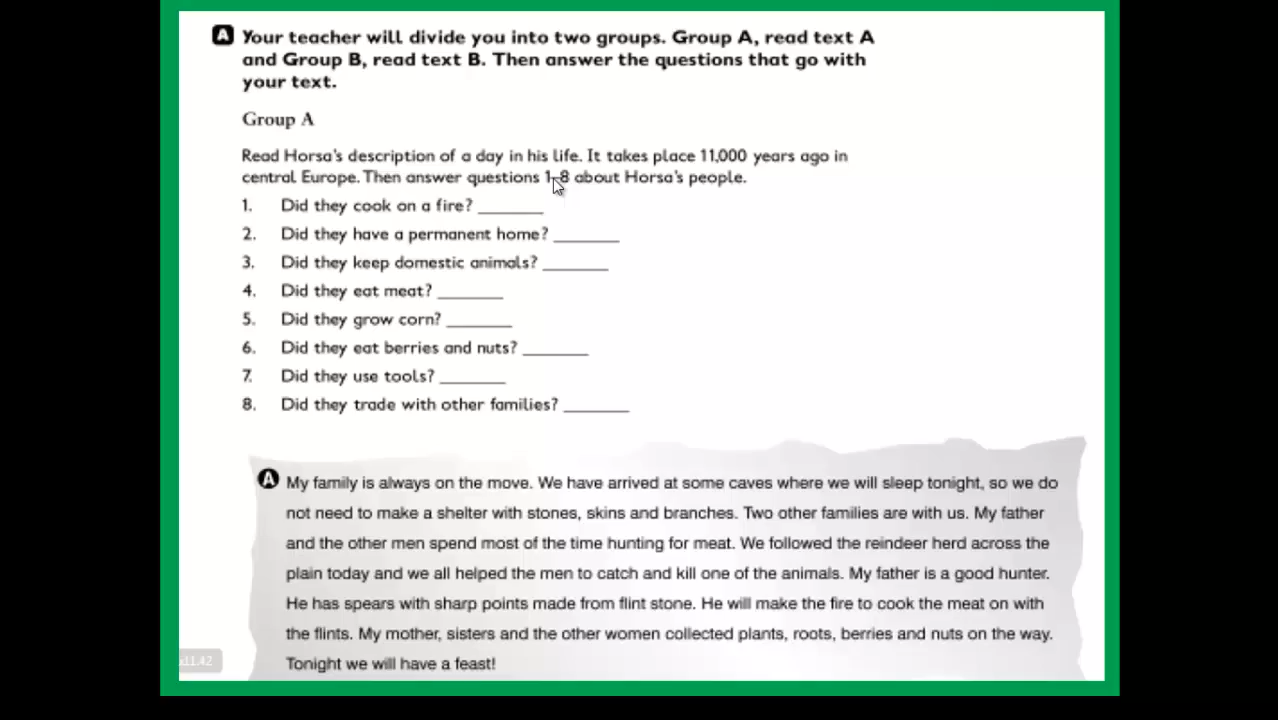 A Your teacher will divide you into two groups. Group A, read text A
and Group B, read text B. Then answer the questions that go with
your text.
Group A
Read Horsa's description of a day in his life. It takes place 11,000 years ago in
central Europe. Then answer questions 1–8 about Horsa's people.
1. Did they cook on a fire? _______
2. Did they have a permanent home? _______
3. Did they keep domestic animals? _______
4. Did they eat meat? _______
5. Did they grow corn? _______
6. Did they eat berries and nuts? _______
7. Did they use tools? _______
8. Did they trade with other families? _______
A My family is always on the move. We have arrived at some caves where we will sleep tonight, so we do
not need to make a shelter with stones, skins and branches. Two other families are with us. My father
and the other men spend most of the time hunting for meat. We followed the reindeer herd across the
plain today and we all helped the men to catch and kill one of the animals. My father is a good hunter.
He has spears with sharp points made from flint stone. He will make the fire to cook the meat on with
the flints. My mother, sisters and the other women collected plants, roots, berries and nuts on the way.
Tonight we will have a feast!